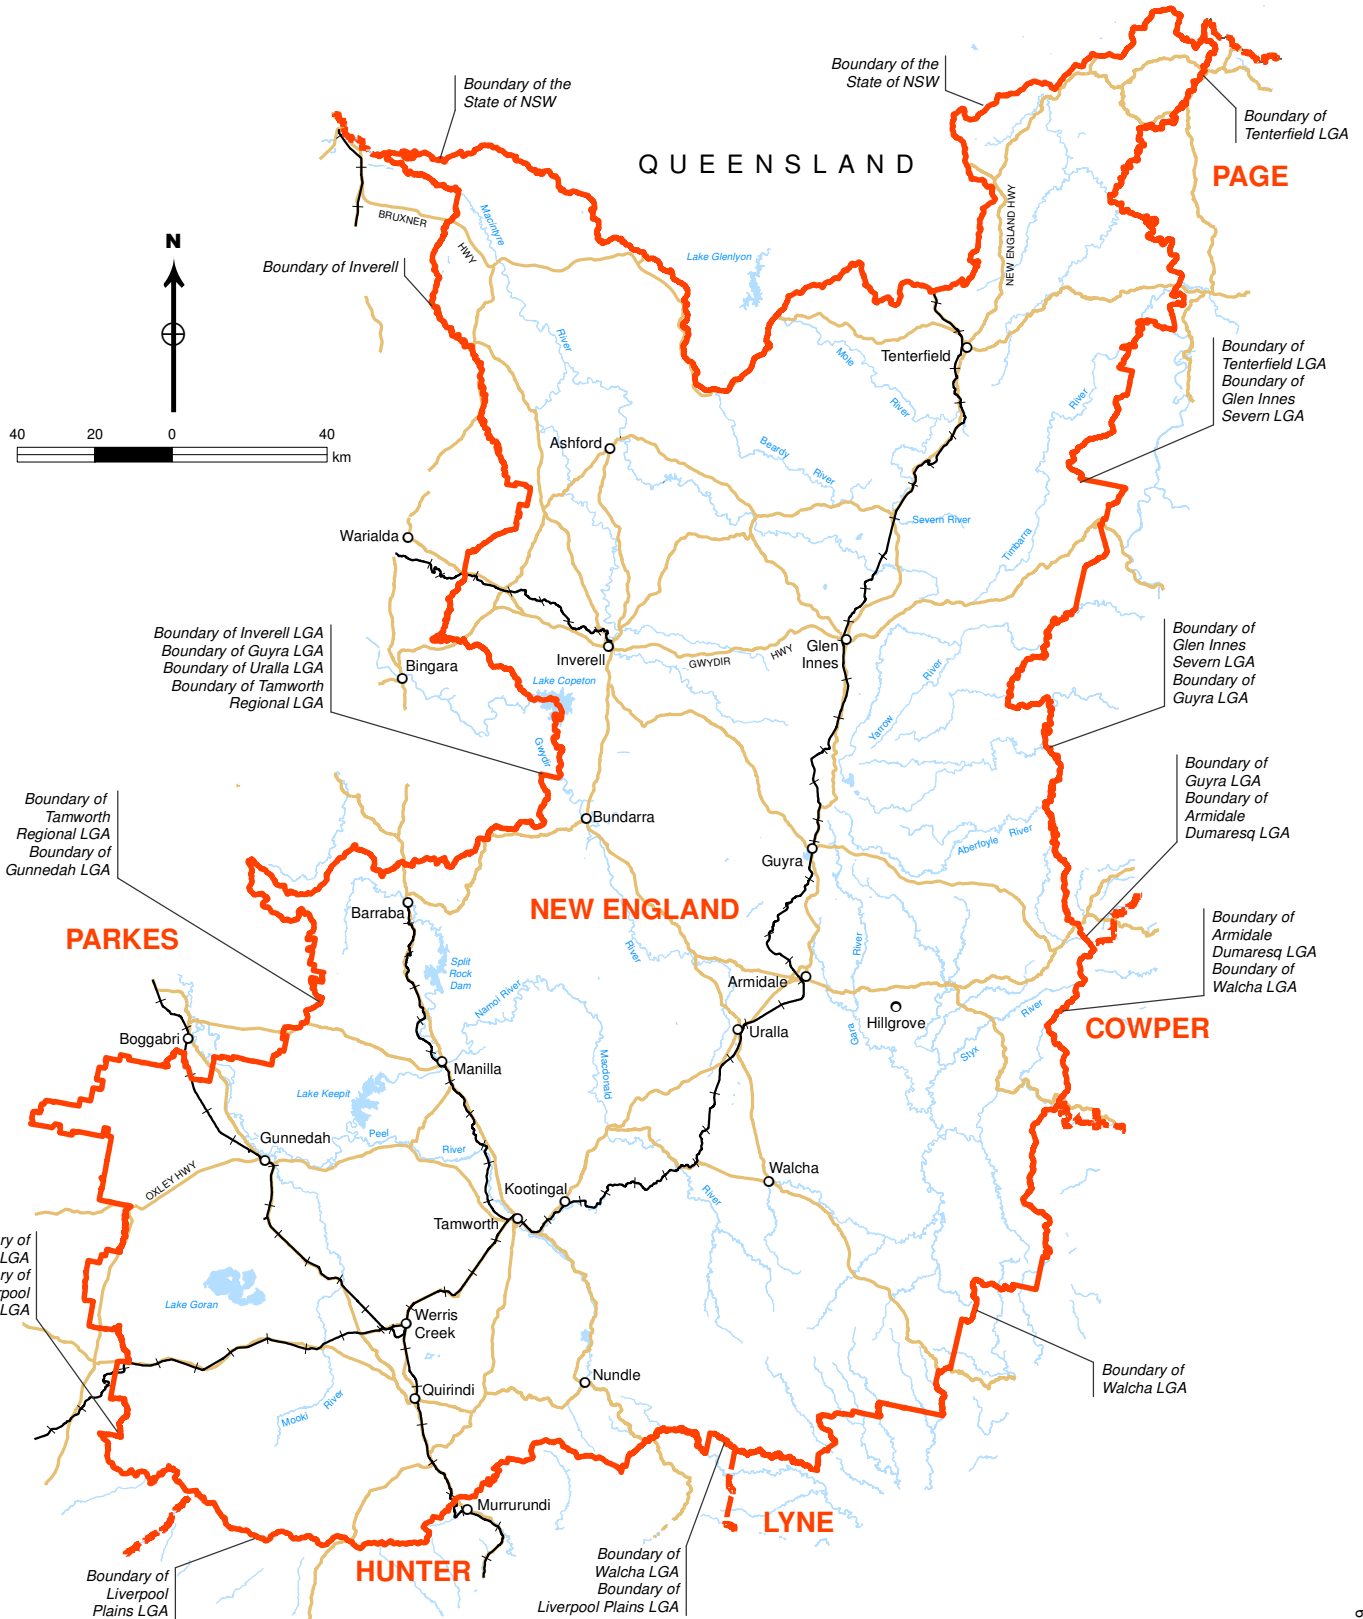 Boundary of the
State of NSW
Boundary of the
State of NSW
Boundary of
Tenterfield LGA
QUEENSLAND
PAGE
N
BRUXNER
HWY
Macintyre
River
NEW ENGLAND HWY
Lake Glenlyon
Boundary of Inverell
Tenterfield
Mole
River
Boundary of
Tenterfield LGA
Boundary of
Glen Innes
Severn LGA
River
40 20 0 40
km
Ashford
Beardy
River
Severn River
Timbarra
Warialda
Boundary of Inverell LGA
Boundary of Guyra LGA
Boundary of Uralla LGA
Boundary of Tamworth
Regional LGA
Bingara
Inverell
GWYDIR
HWY
Glen
Innes
Boundary of
Glen Innes
Severn LGA
Boundary of
Guyra LGA
River
Yarrow
Lake Copeton
Gwydir
Boundary of
Guyra LGA
Boundary of
Armidale
Dumaresq LGA
Boundary of
Tamworth
Regional LGA
Boundary of
Gunnedah LGA
Bundarra
Aberfoyle
River
Guyra
Barraba
NEW ENGLAND
PARKES
Boundary of
Armidale
Dumaresq LGA
Boundary of
Walcha LGA
River
River
Split
Rock
Dam
Namoi River
Armidale
Hillgrove
River
COWPER
Boggabri
Uralla
Gara
Styx
Manilla
Macdonald
Lake Keepit
Peel
River
Gunnedah
OXLEY HWY
Kootingal
Walcha
River
Tamworth
ry of
LGA
ry of
rpool
LGA
Lake Goran
Werris
Creek
Boundary of
Walcha LGA
Nundle
Quirindi
Mooki
River
Murrurundi
LYNE
HUNTER
Boundary of
Liverpool
Plains LGA
Boundary of
Walcha LGA
Boundary of
Liverpool Plains LGA